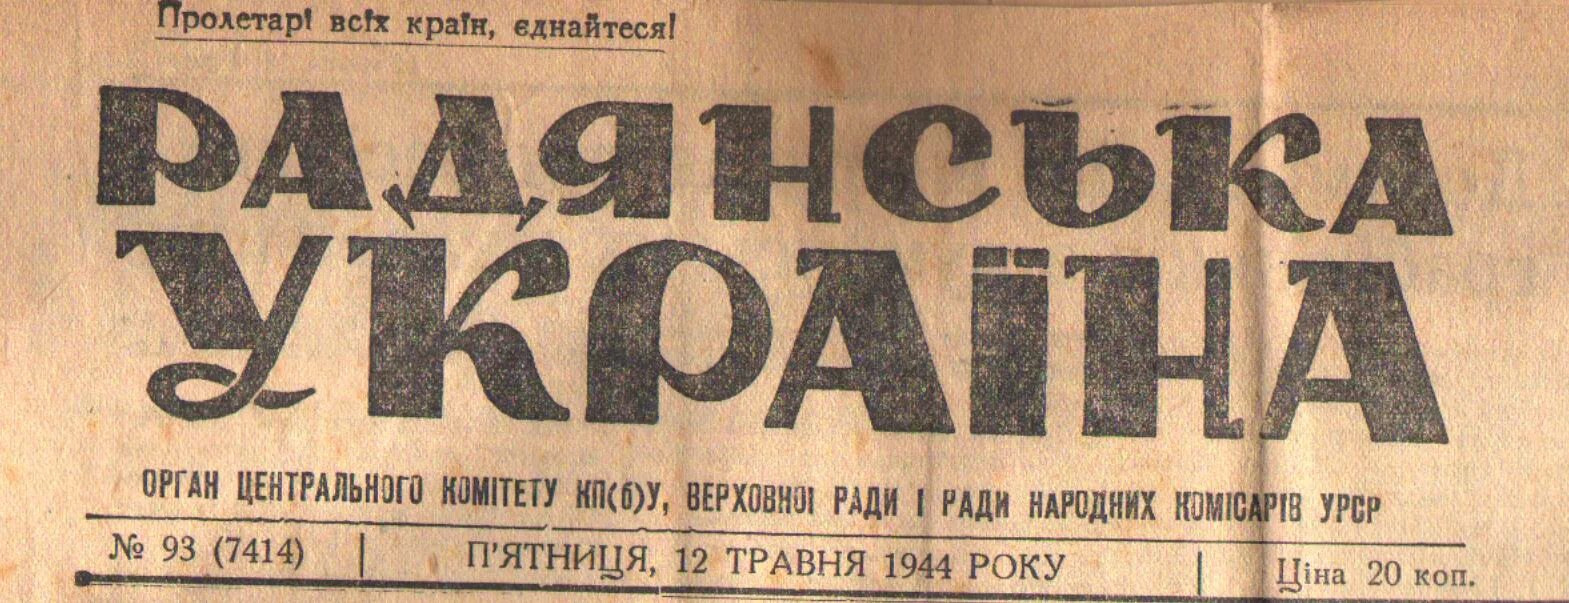 Пролетарі всіх країн, єднайтеся!
РАДЯНСЬКА
УКРАЇНА
ОРГАН ЦЕНТРАЛЬНОГО КОМІТЕТУ КП(б)У, ВЕРХОВНОЇ РАДИ І РАДИ НАРОДНИХ КОМІСАРІВ УРСР
№ 93 (7414) | П'ЯТНИЦЯ, 12 ТРАВНЯ 1944 РОКУ | Ціна 20 коп.